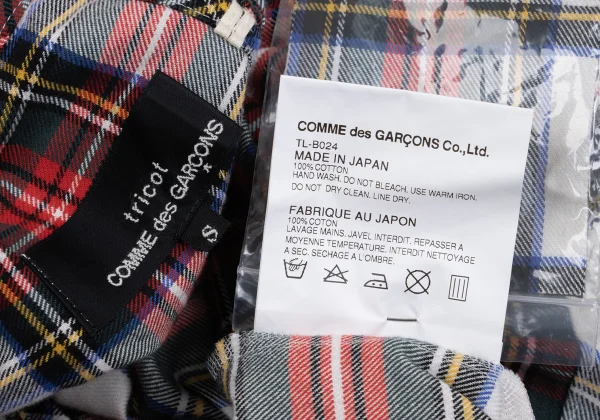 tricot
COMME des GARÇONS
S
COMME des GARÇONS Co.,Ltd.
TL-B024
MADE IN JAPAN
100% COTTON
HAND WASH. DO NOT BLEACH. USE WARM IRON.
DO NOT DRY CLEAN. LINE DRY.
FABRIQUE AU JAPON
100% COTON
LAVAGE MAINS. JAVEL INTERDIT. REPASSER A
MOYENNE TEMPERATURE. INTERDIT NETTOYAGE
A SEC. SECHAGE A L'OMBRE.